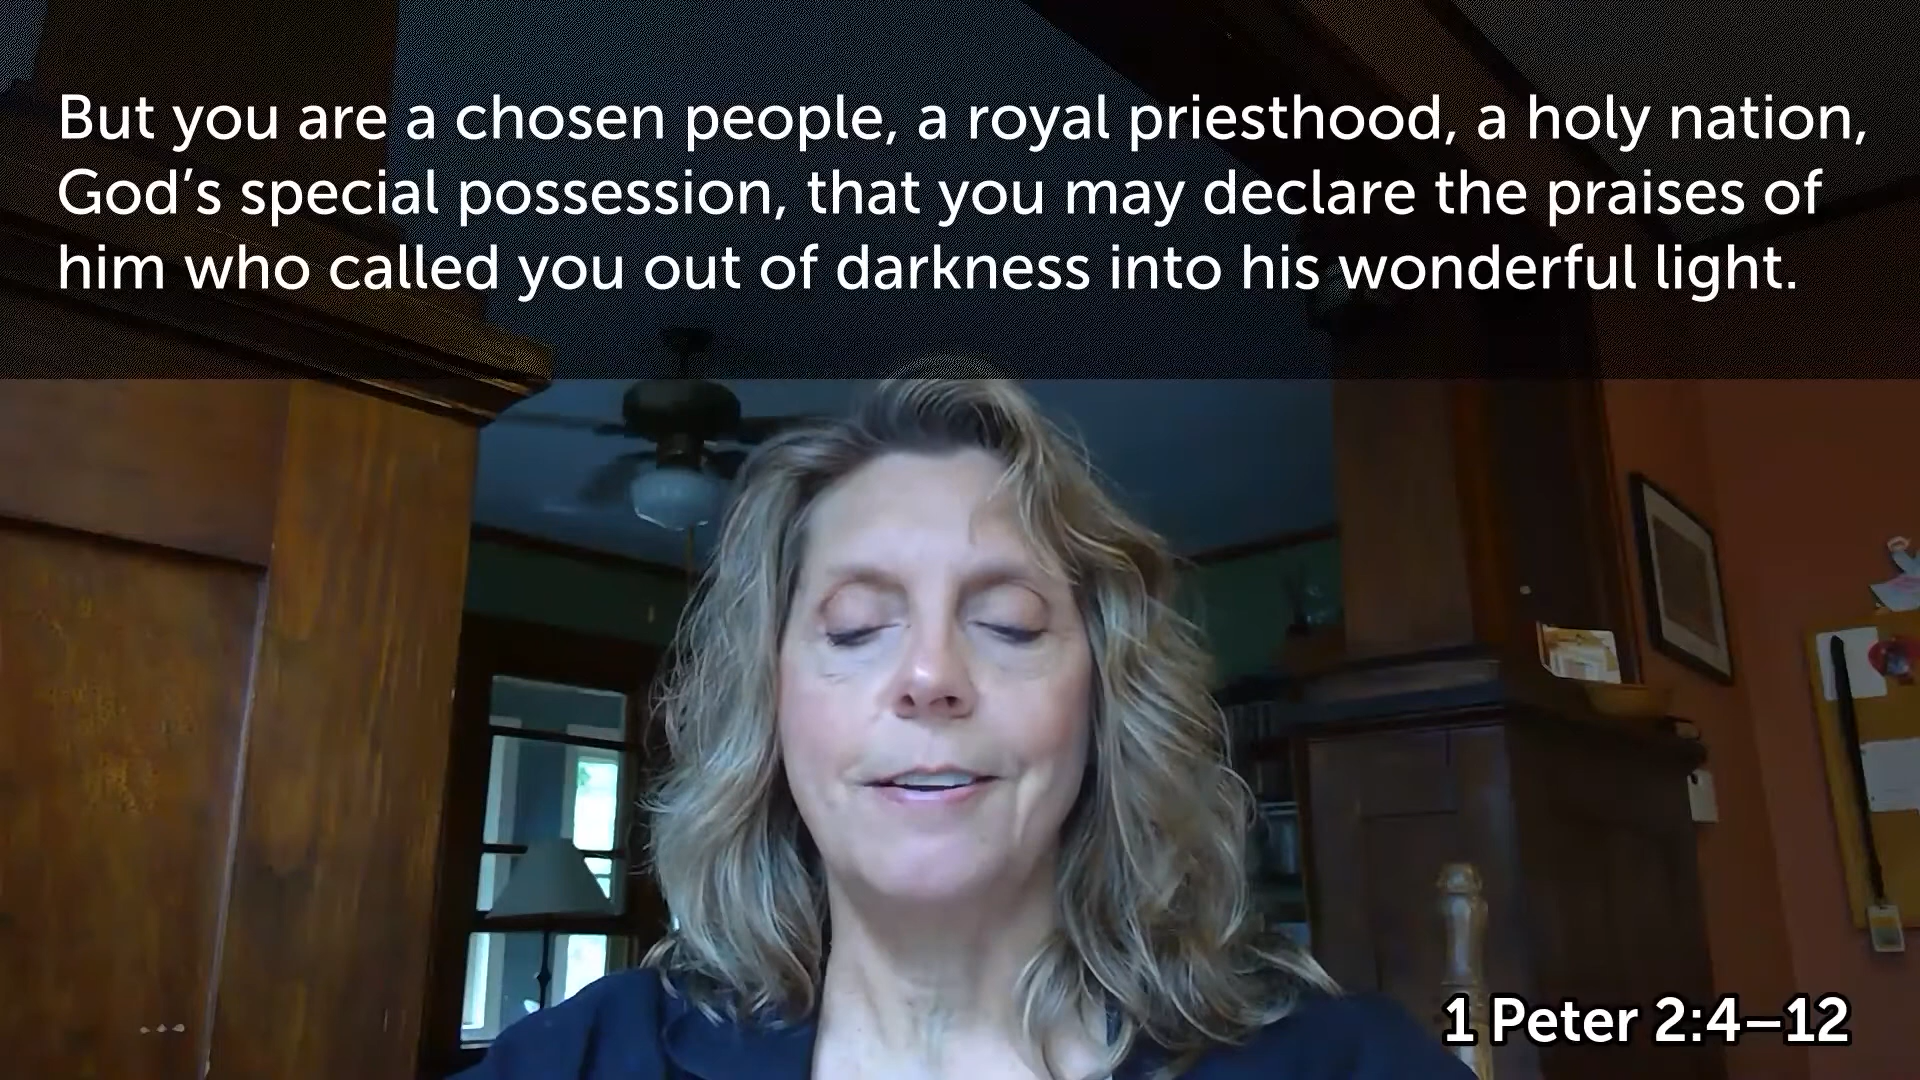 But you are a chosen people, a royal priesthood, a holy nation,
God’s special possession, that you may declare the praises of
him who called you out of darkness into his wonderful light.
1 Peter 2:4–12